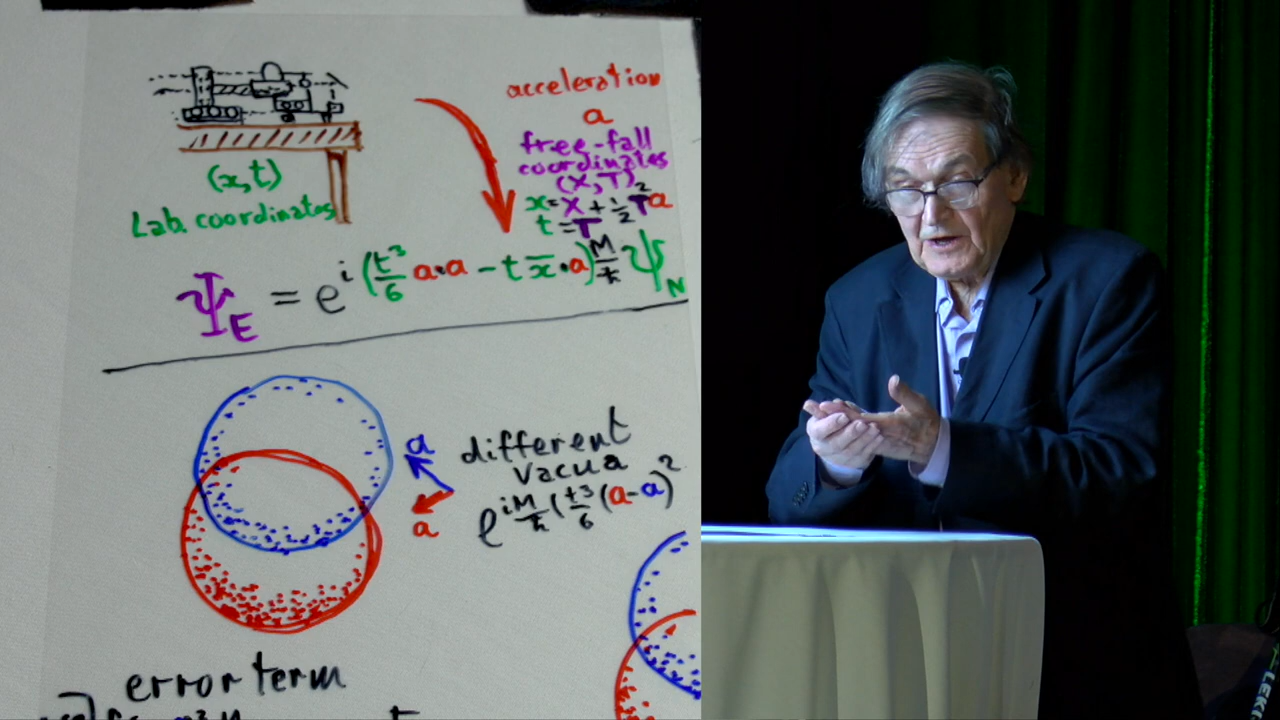 acceleration
a
free-fall
coordinates
(X,T)
x=X+½T²a
t=T
(x,t)
Lab. coordinates
Ψ_E = e^{i(t³/6 a•a - t x̄•a)M/ħ} Ψ_N
a
different
vacua
a
e^{iM/ħ(t³/6(a-a)²}
error term